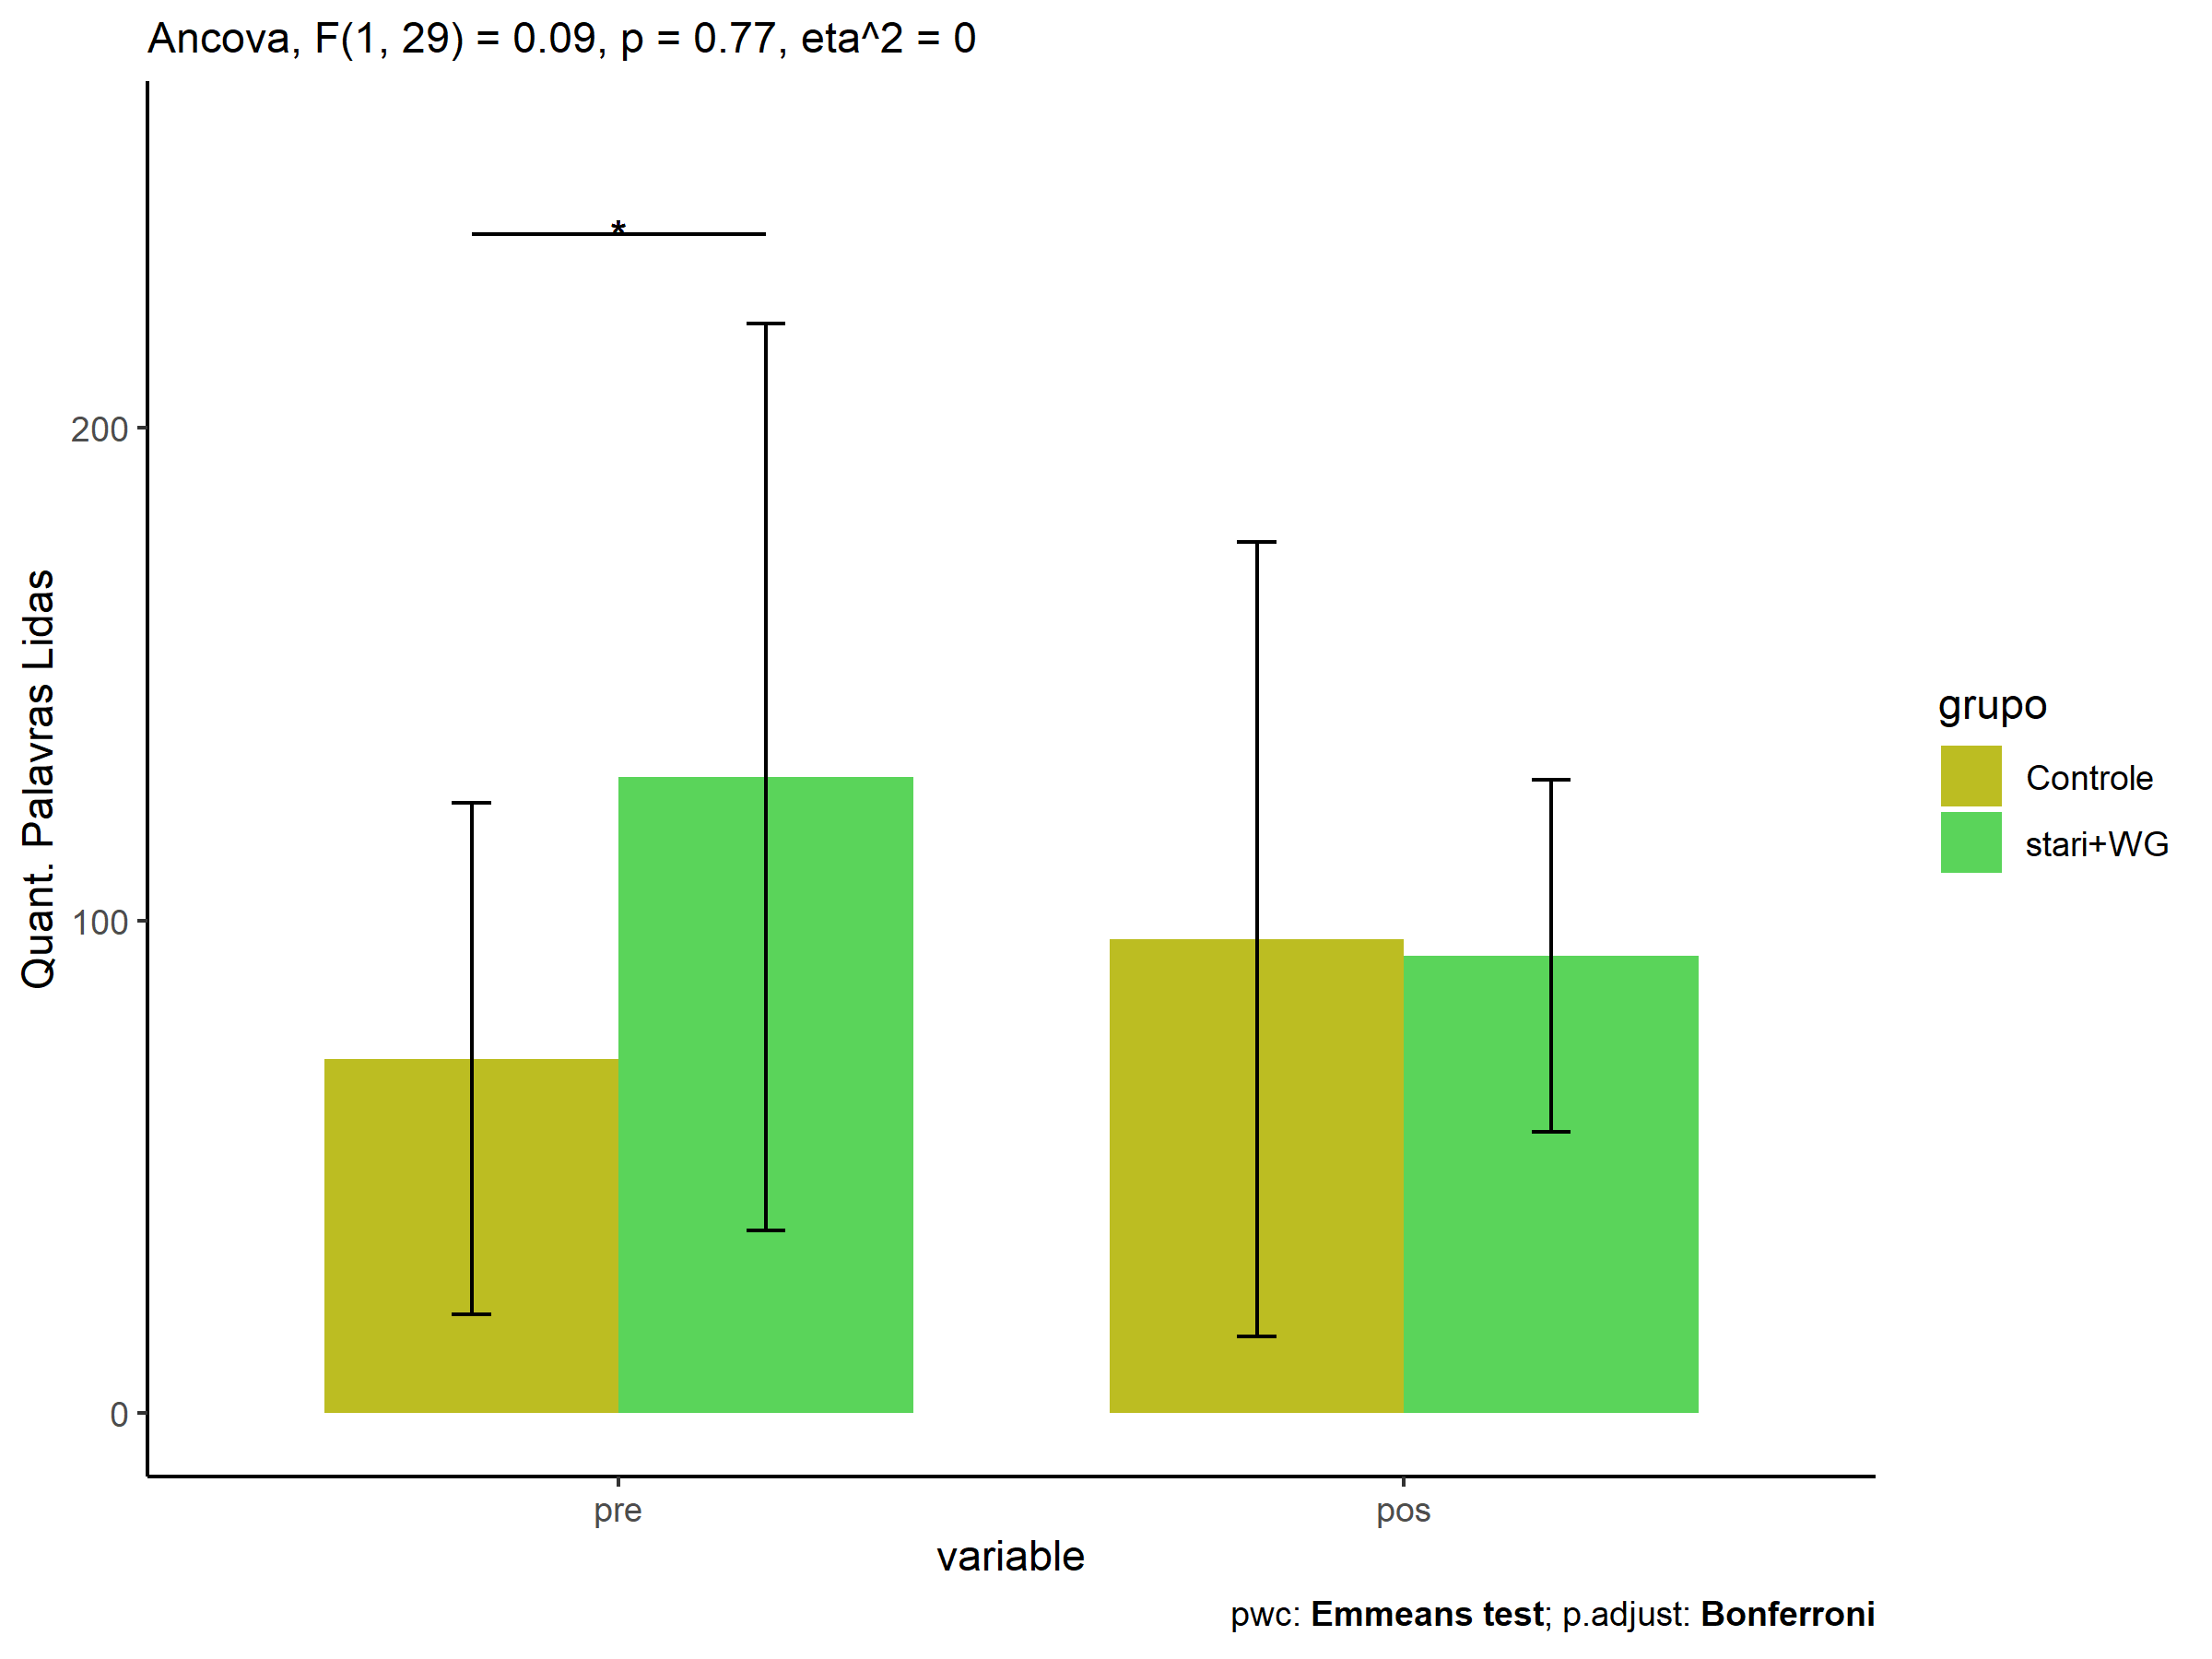 Ancova, F(1, 29) = 0.09, p = 0.77, eta^2 = 0
*
200
100
0
Quant. Palavras Lidas
pre
pos
variable
grupo
Controle
stari+WG
pwc: Emmeans test; p.adjust: Bonferroni